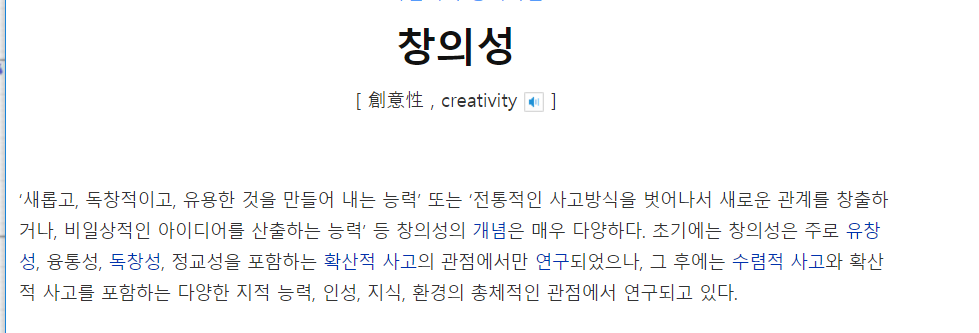 창의성
[ 創意性 , creativity ]
'새롭고, 독창적이고, 유용한 것을 만들어 내는 능력' 또는 '전통적인 사고방식을 벗어나서 새로운 관계를 창출하
거나, 비일상적인 아이디어를 산출하는 능력' 등 창의성의 개념은 매우 다양하다. 초기에는 창의성은 주로 유창
성, 융통성, 독창성, 정교성을 포함하는 확산적 사고의 관점에서만 연구되었으나, 그 후에는 수렴적 사고와 확산
적 사고를 포함하는 다양한 지적 능력, 인성, 지식, 환경의 총체적인 관점에서 연구되고 있다.